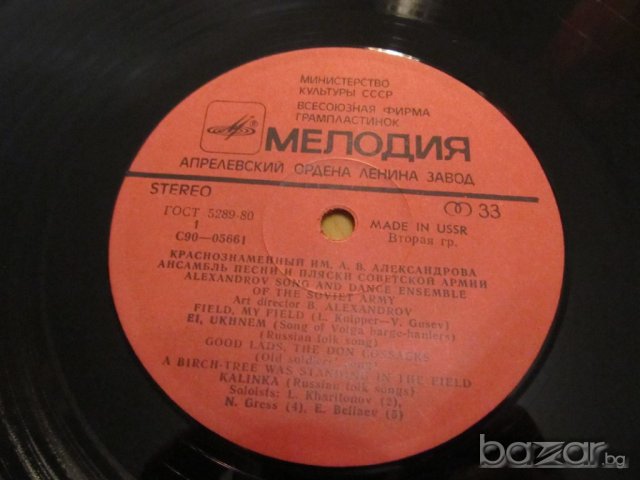 МИНИСТЕРСТВО
КУЛЬТУРЫ СССР
ВСЕСОЮЗНАЯ ФИРМА
ГРАМПЛАСТИНОК
МЕЛОДИЯ
АПРЕЛЕВСКИЙ ОРДЕНА ЛЕНИНА ЗАВОД
STEREO
33
ГОСТ 5289-80
MADE IN USSR
1
Вторая гр.
С90—05661
КРАСНОЗНАМЕННЫЙ ИМ. А. В. АЛЕКСАНДРОВА
АНСАМБЛЬ ПЕСНИ И ПЛЯСКИ СОВЕТСКОЙ АРМИИ
ALEXANDROV SONG AND DANCE ENSEMBLE
OF THE SOVIET ARMY
Art director B. ALEXANDROV
FIELD, MY FIELD (L. Knipper—V. Gusev)
EI, UKHNEM (Song of Volga barge-haulers)
(Russian folk song)
GOOD LADS, THE DON COSSACKS
(Old soldiers' song)
A BIRCH-TREE WAS STANDING IN THE FIELD
KALINKA (Russian folk songs)
Soloists: L. Kharitonov (2),
N. Gress (4), E. Beliaev (5)
bazar.bg